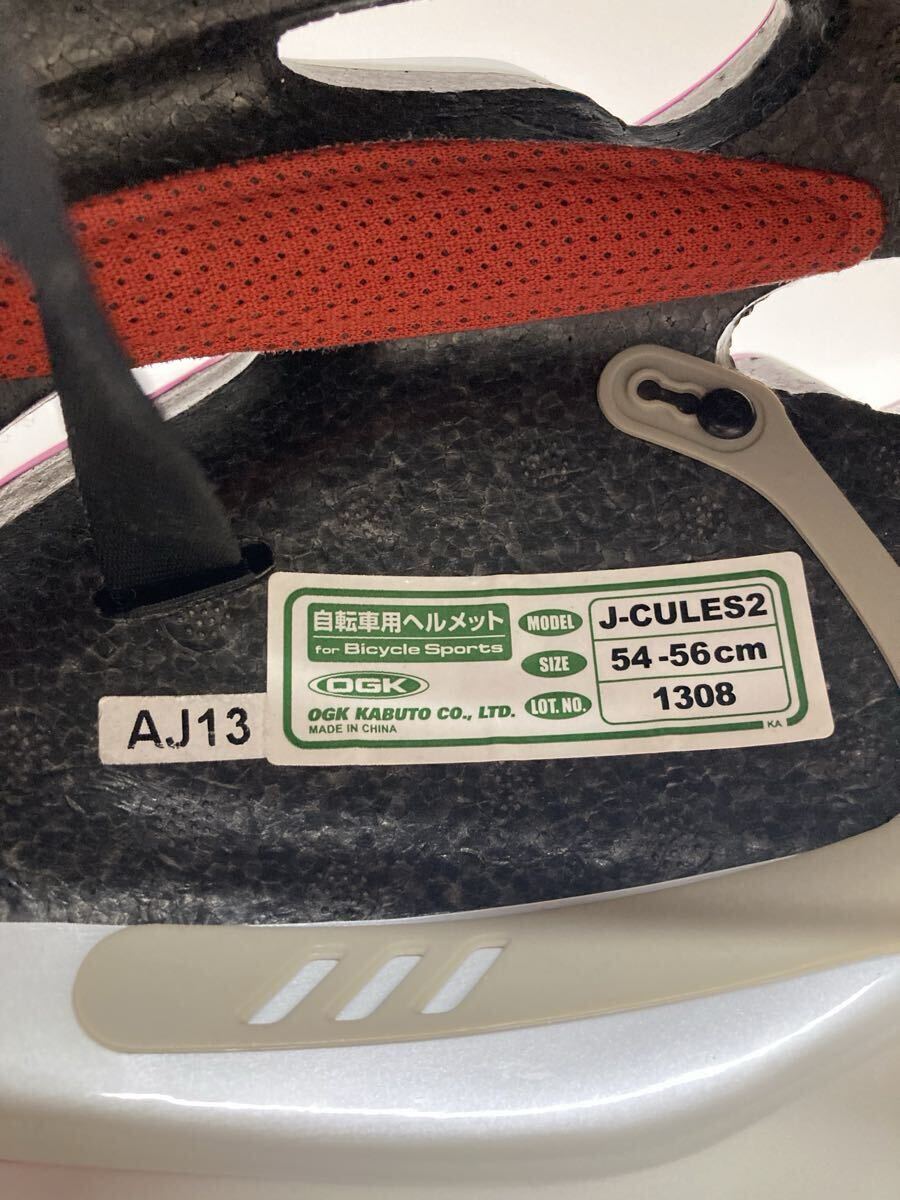 自転車用ヘルメット
for Bicycle Sports
OGK
OGK KABUTO CO., LTD.
MADE IN CHINA
MODEL J-CULES2
SIZE 54-56cm
LOT.NO. 1308
KA
AJ13